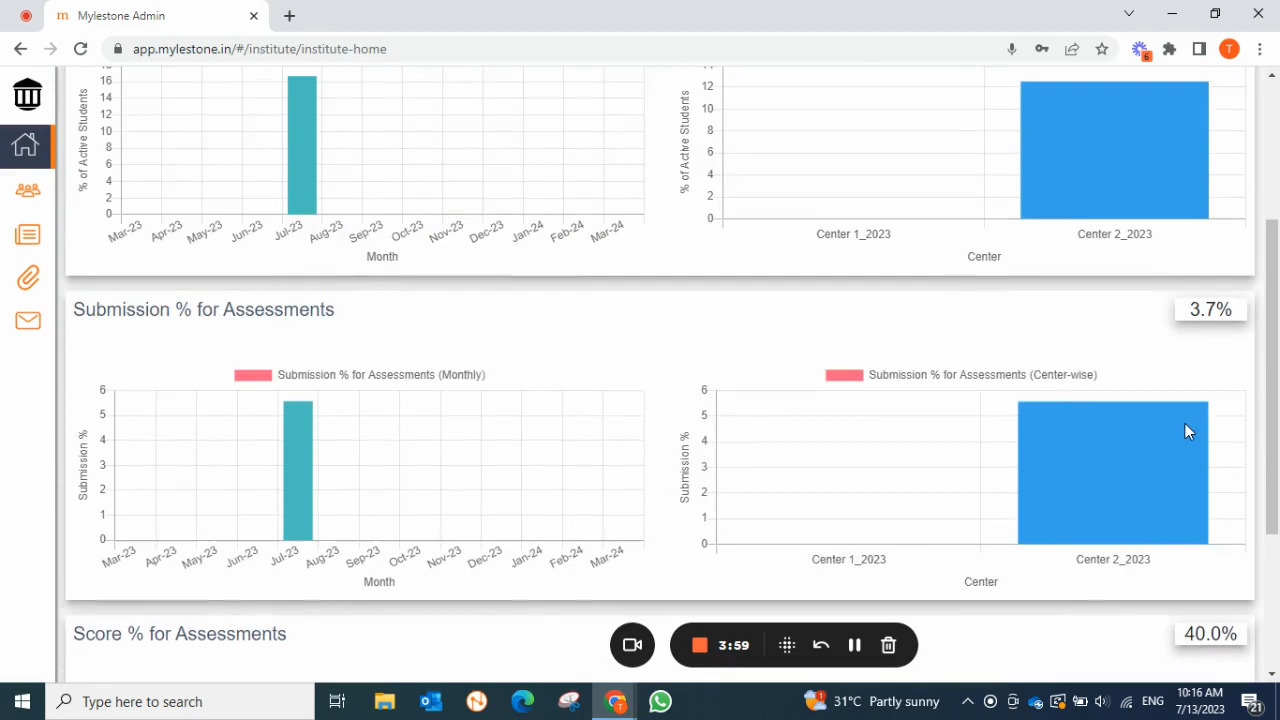 m Mylestone Admin
app.mylestone.in/#/institute/institute-home
6
T
% of Active Students
16
14
12
10
8
6
4
2
0
Mar-23 Apr-23 May-23 Jun-23 Jul-23 Aug-23 Sep-23 Oct-23 Nov-23 Dec-23 Jan-24 Feb-24 Mar-24
Month
% of Active Students
12
10
8
6
4
2
0
Center 1_2023 Center 2_2023
Center
Submission % for Assessments
3.7%
Submission % for Assessments (Monthly)
Submission %
6
5
4
3
2
1
0
Mar-23 Apr-23 May-23 Jun-23 Jul-23 Aug-23 Sep-23 Oct-23 Nov-23 Dec-23 Jan-24 Feb-24 Mar-24
Month
Submission % for Assessments (Center-wise)
Submission %
6
5
4
3
2
1
0
Center 1_2023 Center 2_2023
Center
Score % for Assessments
40.0%
3:59
Type here to search
T
1
31°C Partly sunny
ENG
10:16 AM
7/13/2023
21